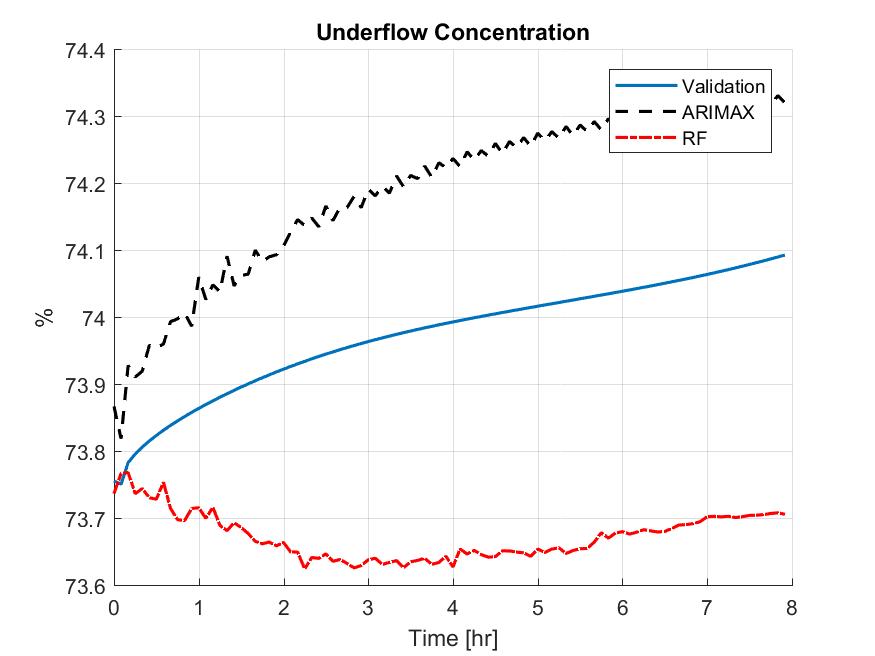 Underflow Concentration
74.4
74.3
74.2
74.1
74
73.9
73.8
73.7
73.6
%
Validation
ARIMAX
RF
0 1 2 3 4 5 6 7 8
Time [hr]